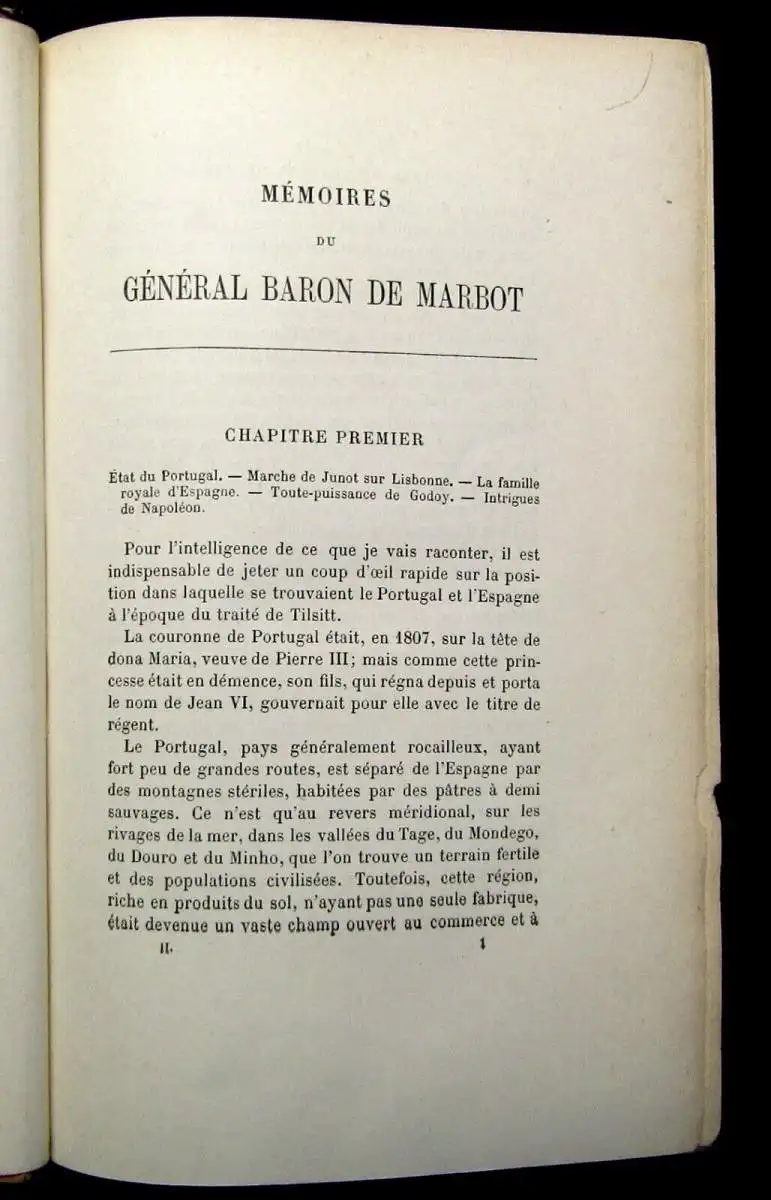 MÉMOIRES
DU
GÉNÉRAL BARON DE MARBOT
CHAPITRE PREMIER
État du Portugal. — Marche de Junot sur Lisbonne. — La famille
royale d'Espagne. — Toute-puissance de Godoy. — Intrigues
de Napoléon.
Pour l'intelligence de ce que je vais raconter, il est
indispensable de jeter un coup d'œil rapide sur la posi-
tion dans laquelle se trouvaient le Portugal et l'Espagne
à l'époque du traité de Tilsitt.
La couronne de Portugal était, en 1807, sur la tête de
dona Maria, veuve de Pierre III; mais comme cette prin-
cesse était en démence, son fils, qui régna depuis et porta
le nom de Jean VI, gouvernait pour elle avec le titre de
régent.
Le Portugal, pays généralement rocailleux, ayant
fort peu de grandes routes, est séparé de l'Espagne par
des montagnes stériles, habitées par des pâtres à demi
sauvages. Ce n'est qu'au revers méridional, sur les
rivages de la mer, dans les vallées du Tage, du Mondego,
du Douro et du Minho, que l'on trouve un terrain fertile
et des populations civilisées. Toutefois, cette région,
riche en produits du sol, n'ayant pas une seule fabrique,
était devenue un vaste champ ouvert au commerce et à
II. 1